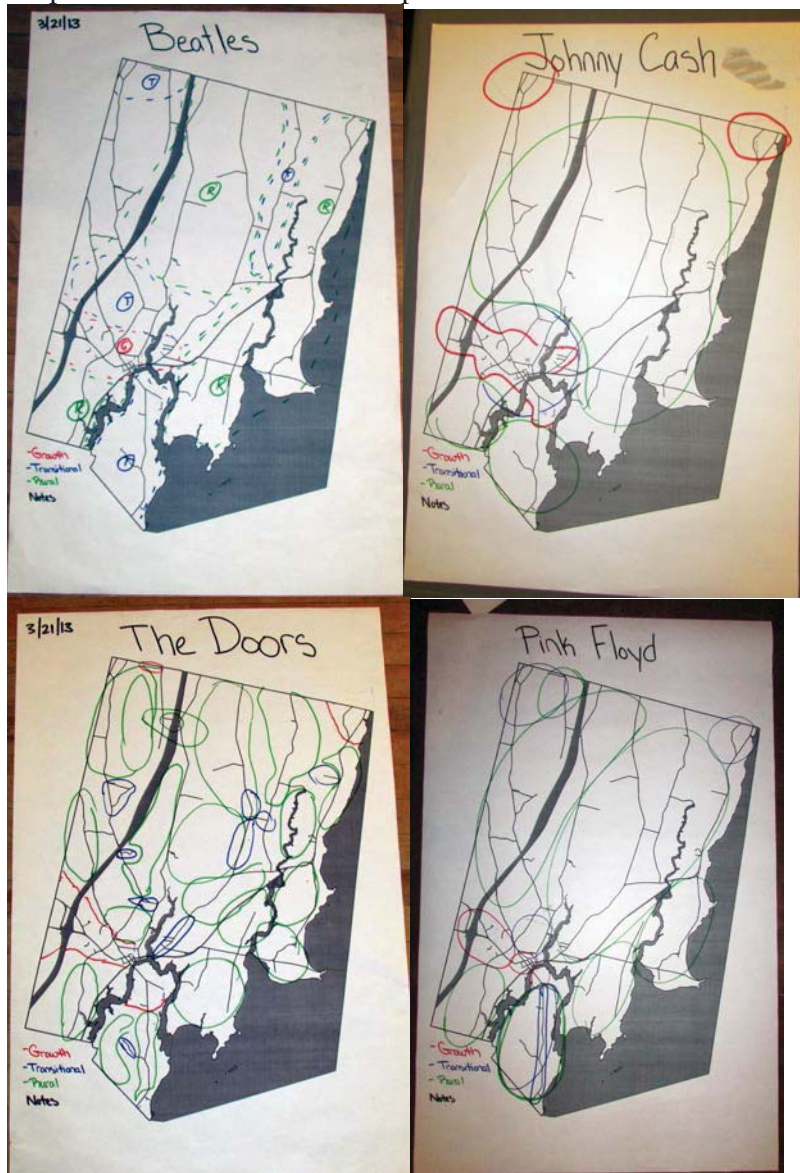 3/21/13
Beatles
T
R
T
R
T
G
R
R
T
-Growth
-Transitional
-Rural
Notes
Johnny Cash
-Growth
-Transitional
-Rural
Notes
3/21/13
The Doors
-Growth
-Transitional
-Rural
Notes
Pink Floyd
-Growth
-Transitional
-Rural
Notes